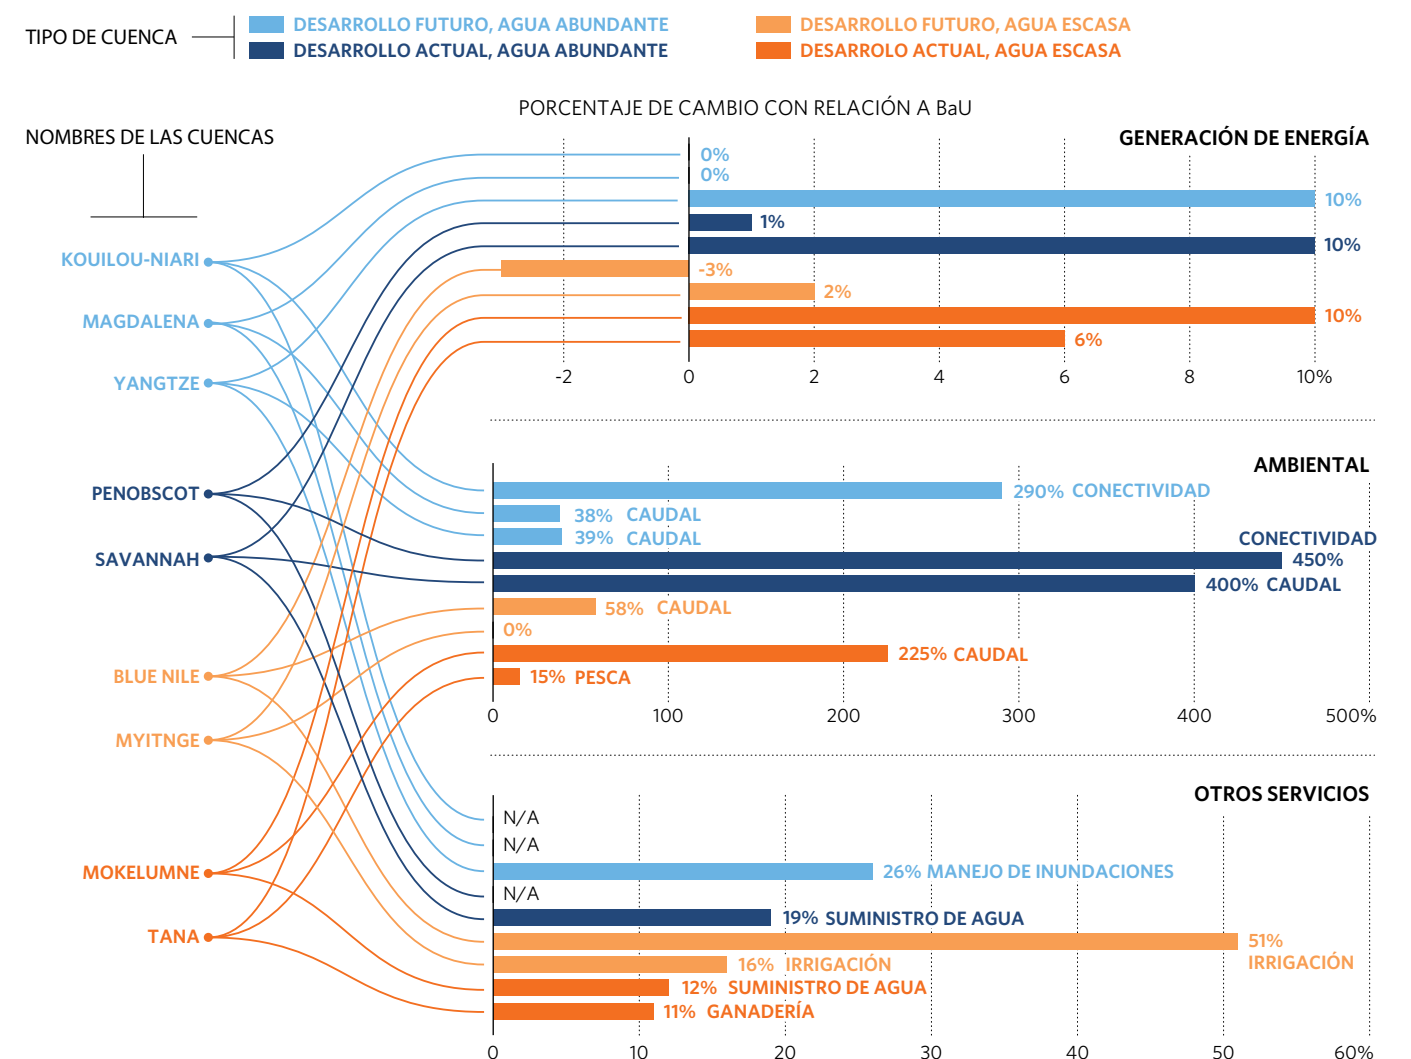 TIPO DE CUENCA
DESARROLLO FUTURO, AGUA ABUNDANTE
DESARROLLO ACTUAL, AGUA ABUNDANTE
DESARROLLO FUTURO, AGUA ESCASA
DESARROLO ACTUAL, AGUA ESCASA
PORCENTAJE DE CAMBIO CON RELACIÓN A BaU
NOMBRES DE LAS CUENCAS
KOUILOU-NIARI
MAGDALENA
YANGTZE
PENOBSCOT
SAVANNAH
BLUE NILE
MYITNGE
MOKELUMNE
TANA
GENERACIÓN DE ENERGÍA
0%
0%
10%
1%
10%
-3%
2%
10%
6%
-2 0 2 4 6 8 10%
AMBIENTAL
290% CONECTIVIDAD
38% CAUDAL
39% CAUDAL
CONECTIVIDAD
450%
400% CAUDAL
58% CAUDAL
0%
225% CAUDAL
15% PESCA
0 100 200 300 400 500%
OTROS SERVICIOS
N/A
N/A
26% MANEJO DE INUNDACIONES
N/A
19% SUMINISTRO DE AGUA
51%
IRRIGACIÓN
16% IRRIGACIÓN
12% SUMINISTRO DE AGUA
11% GANADERÍA
0 10 20 30 40 50 60%